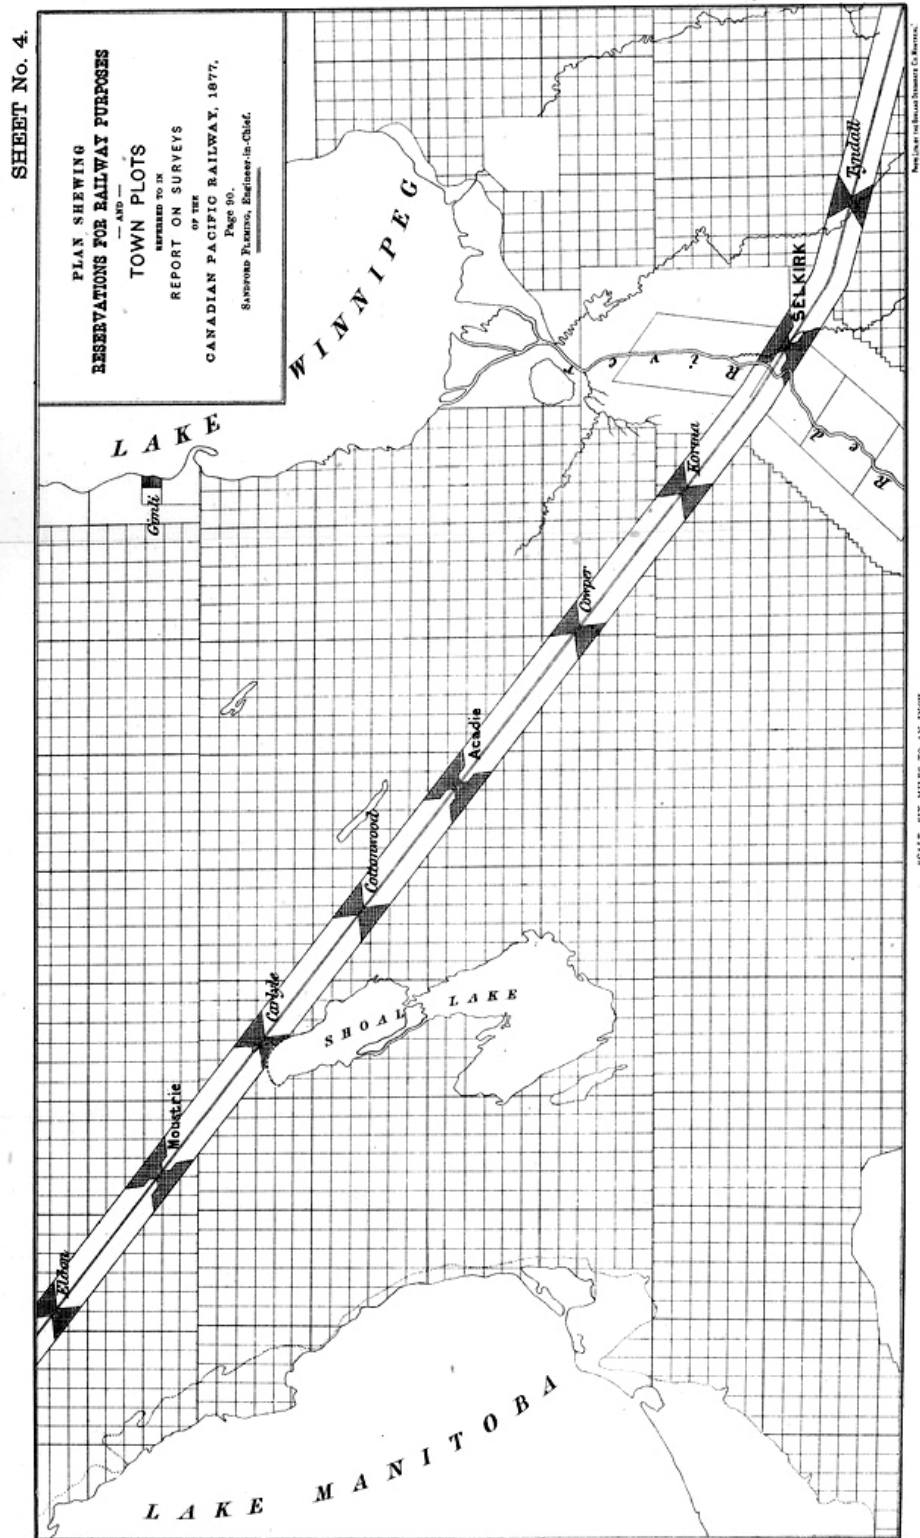 SHEET No. 4.
PLAN SHEWING
RESERVATIONS FOR RAILWAY PURPOSES
— AND —
TOWN PLOTS
REFERRED TO IN
REPORT ON SURVEYS
OF THE
CANADIAN PACIFIC RAILWAY, 1877,
Page 90.
SANDFORD FLEMING, Engineer-in-Chief.
LAKE WINNIPEG
Gimli
Tyndall
SELKIRK
Red River
Norma
Cowper
Acadie
Cottonwood
Carlyle
SHOAL LAKE
Moustrie
Eldon
LAKE MANITOBA